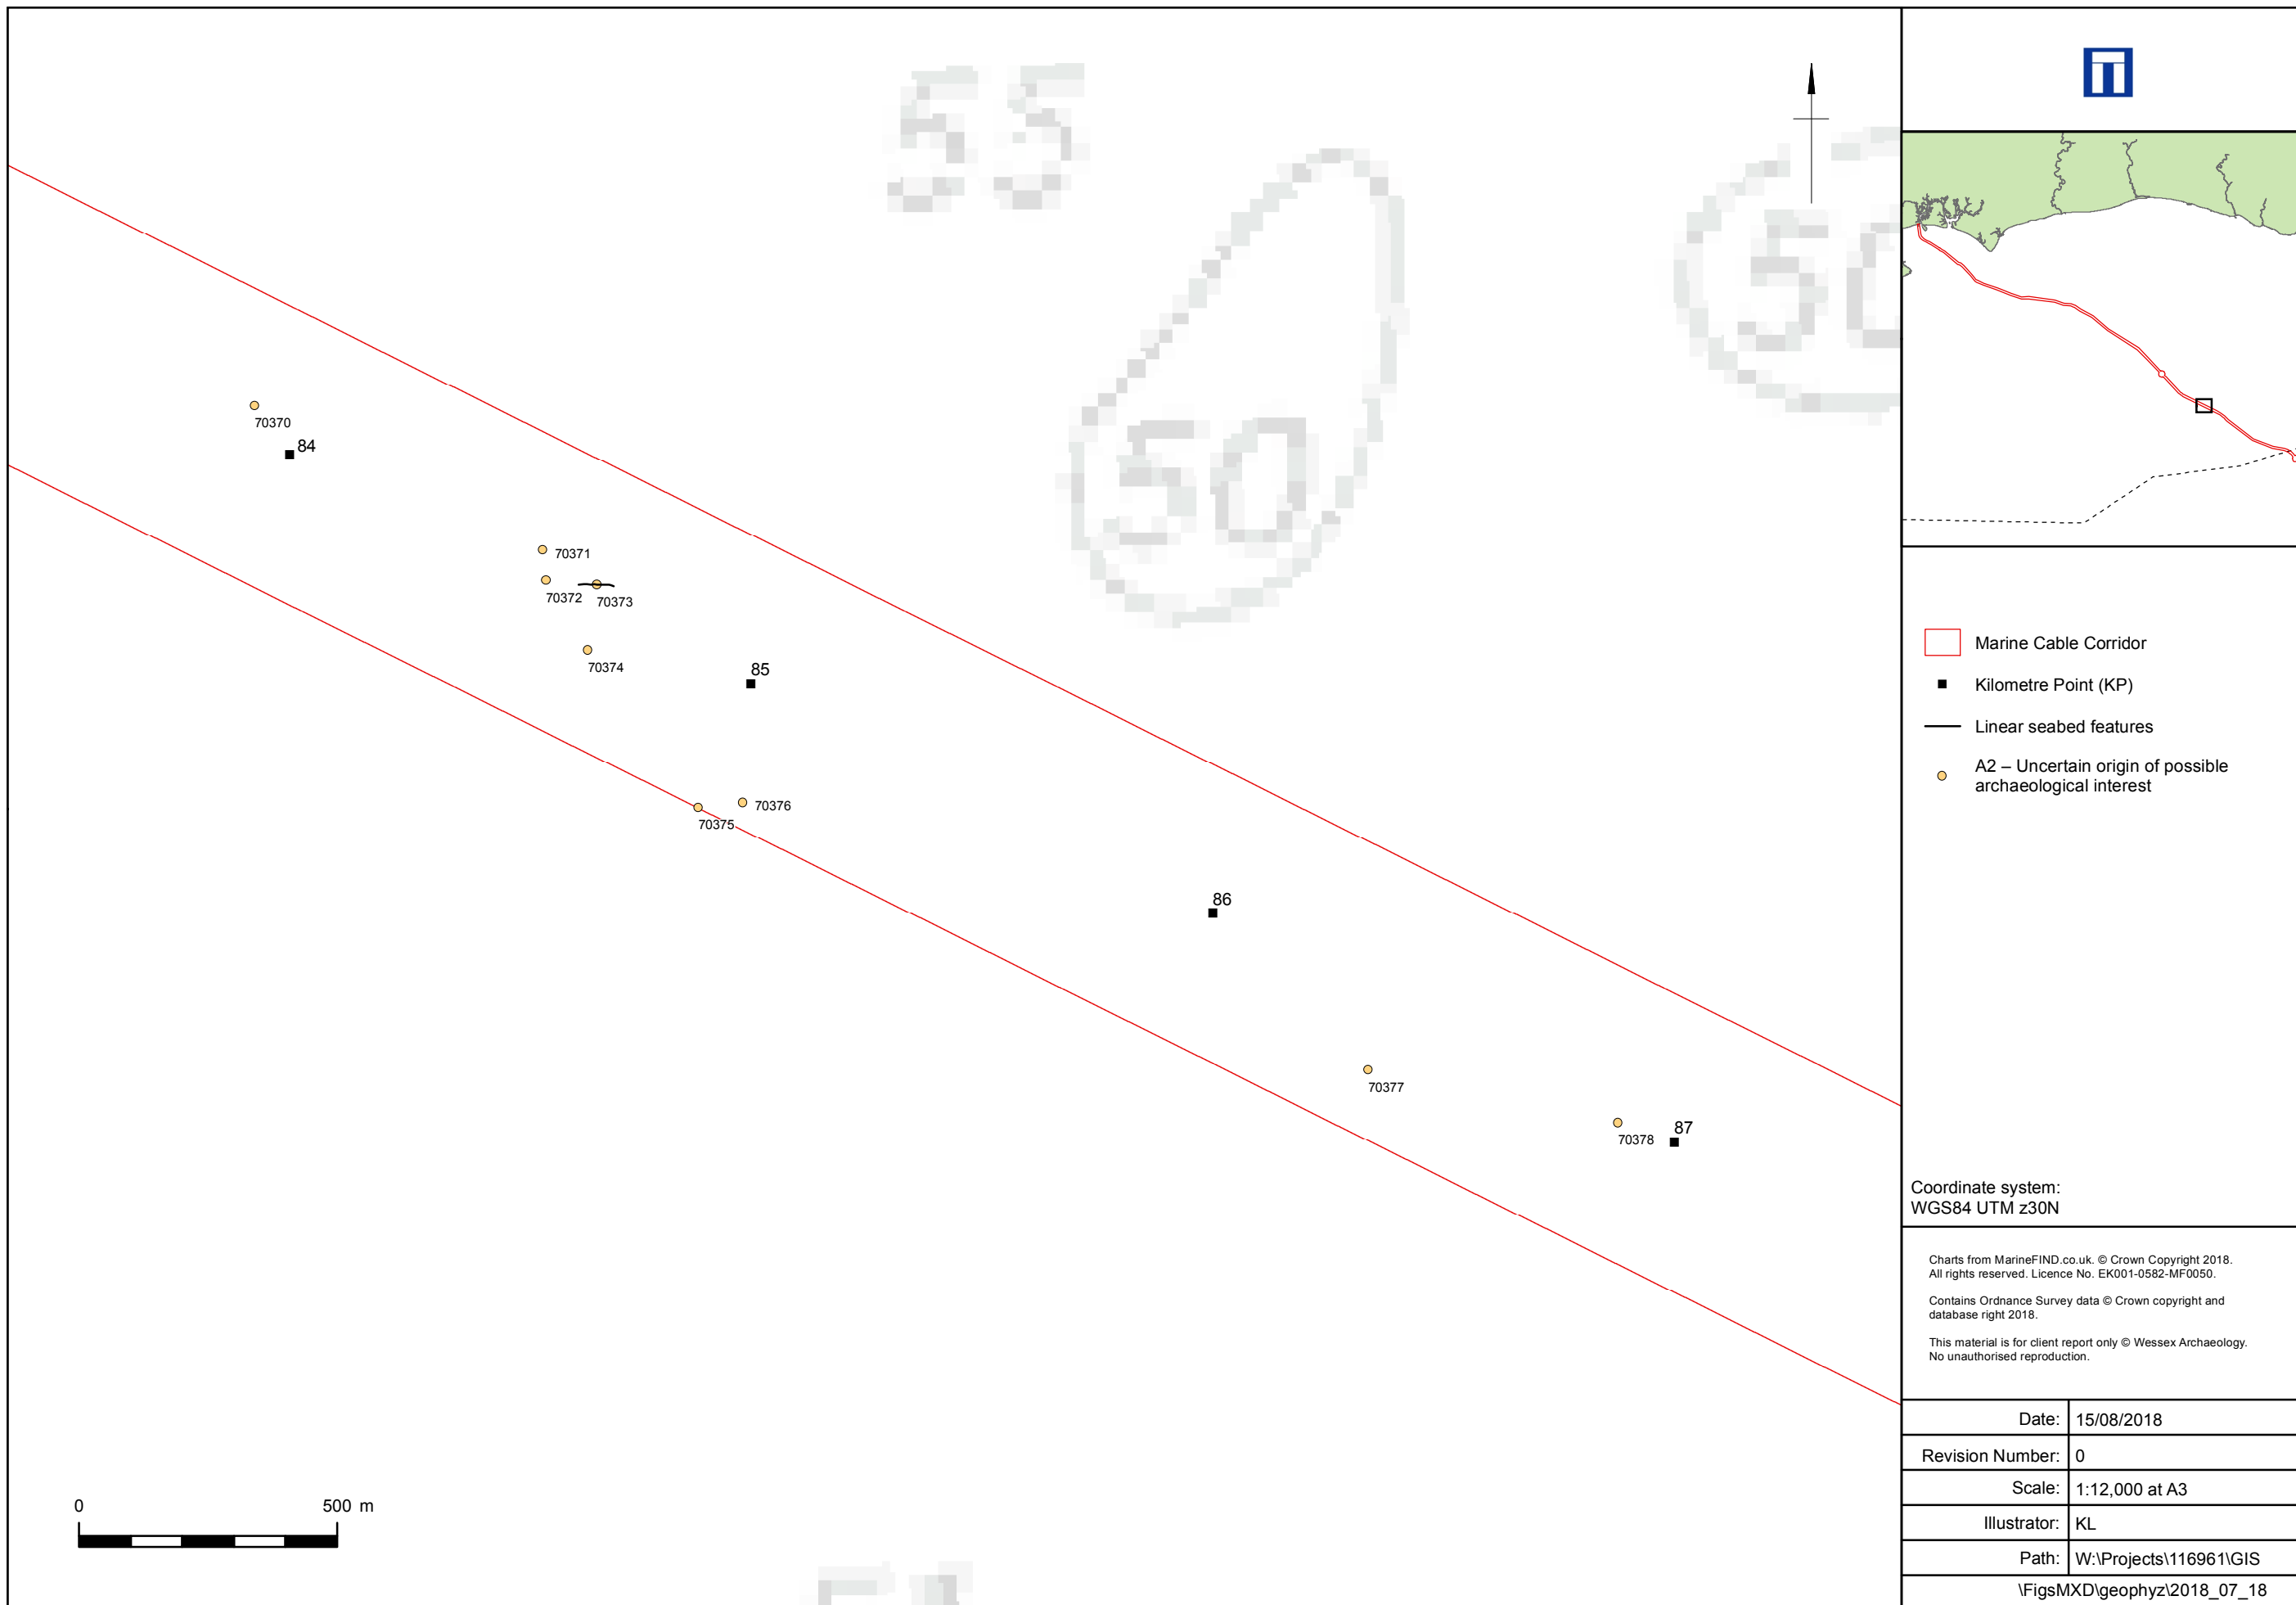 55
50
50
70370
84
70371
70372
70373
70374
85
70375
70376
86
70377
70378
87
0 500 m
Marine Cable Corridor
Kilometre Point (KP)
Linear seabed features
A2 – Uncertain origin of possible
archaeological interest
Coordinate system:
WGS84 UTM z30N
Charts from MarineFIND.co.uk. © Crown Copyright 2018.
All rights reserved. Licence No. EK001-0582-MF0050.
Contains Ordnance Survey data © Crown copyright and
database right 2018.
This material is for client report only © Wessex Archaeology.
No unauthorised reproduction.
Date: 15/08/2018
Revision Number: 0
Scale: 1:12,000 at A3
Illustrator: KL
Path: W:\Projects\116961\GIS
\FigsMXD\geophyz\2018_07_18